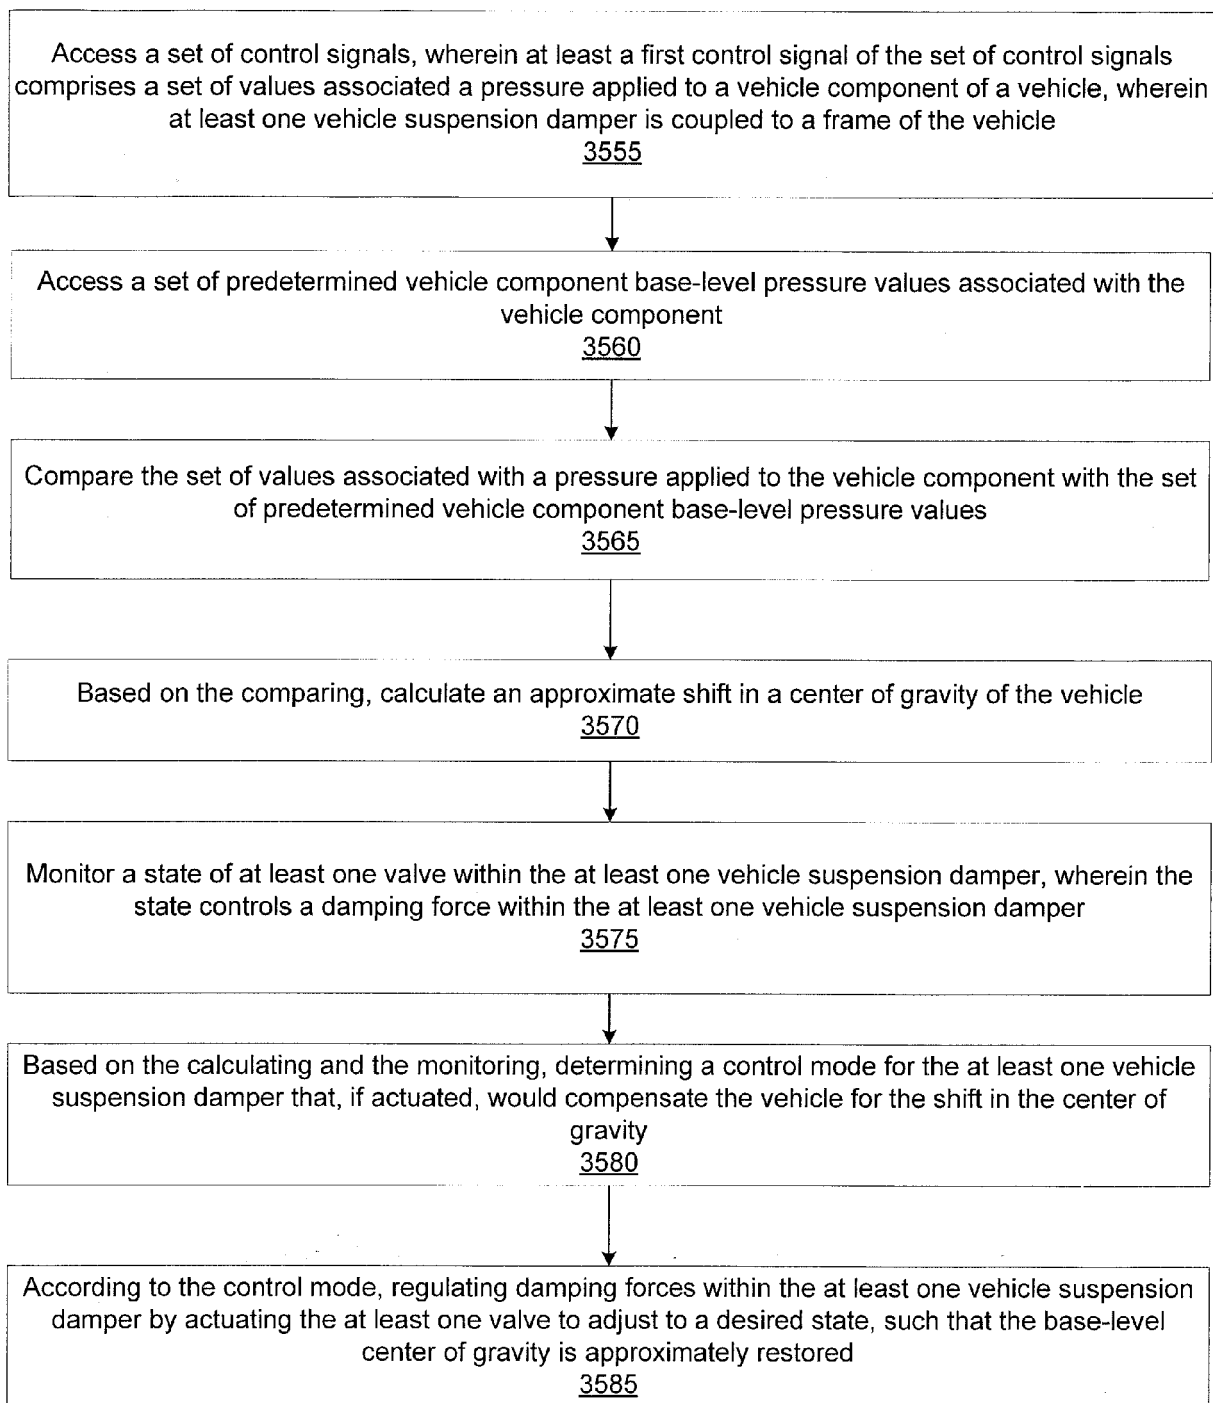 Access a set of control signals, wherein at least a first control signal of the set of control signals
comprises a set of values associated a pressure applied to a vehicle component of a vehicle, wherein
at least one vehicle suspension damper is coupled to a frame of the vehicle
3555
Access a set of predetermined vehicle component base-level pressure values associated with the
vehicle component
3560
Compare the set of values associated with a pressure applied to the vehicle component with the set
of predetermined vehicle component base-level pressure values
3565
Based on the comparing, calculate an approximate shift in a center of gravity of the vehicle
3570
Monitor a state of at least one valve within the at least one vehicle suspension damper, wherein the
state controls a damping force within the at least one vehicle suspension damper
3575
Based on the calculating and the monitoring, determining a control mode for the at least one vehicle
suspension damper that, if actuated, would compensate the vehicle for the shift in the center of
gravity
3580
According to the control mode, regulating damping forces within the at least one vehicle suspension
damper by actuating the at least one valve to adjust to a desired state, such that the base-level
center of gravity is approximately restored
3585